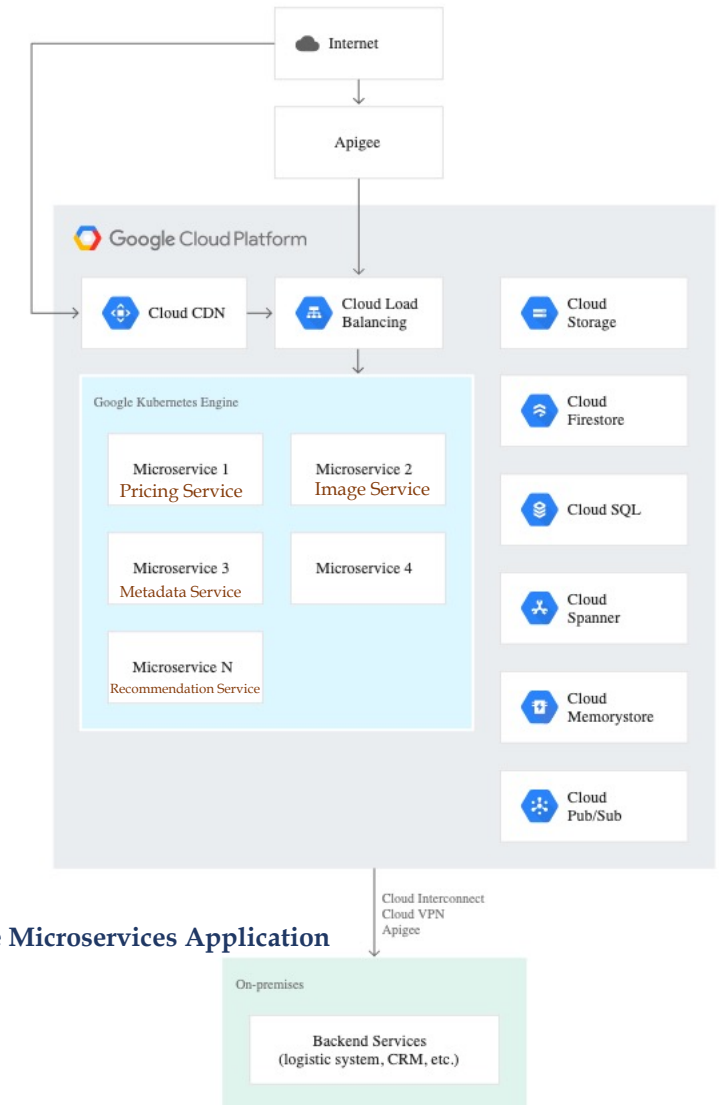 Internet
Apigee
Google Cloud Platform
Cloud CDN
Cloud Load
Balancing
Cloud
Storage
Google Kubernetes Engine
Cloud
Firestore
Microservice 1
Pricing Service
Microservice 2
Image Service
Cloud SQL
Microservice 3
Metadata Service
Microservice 4
Cloud
Spanner
Microservice N
Recommendation Service
Cloud
Memorystore
Cloud
Pub/Sub
Cloud Interconnect
Cloud VPN
Apigee
Microservices Application
On-premises
Backend Services
(logistic system, CRM, etc.)